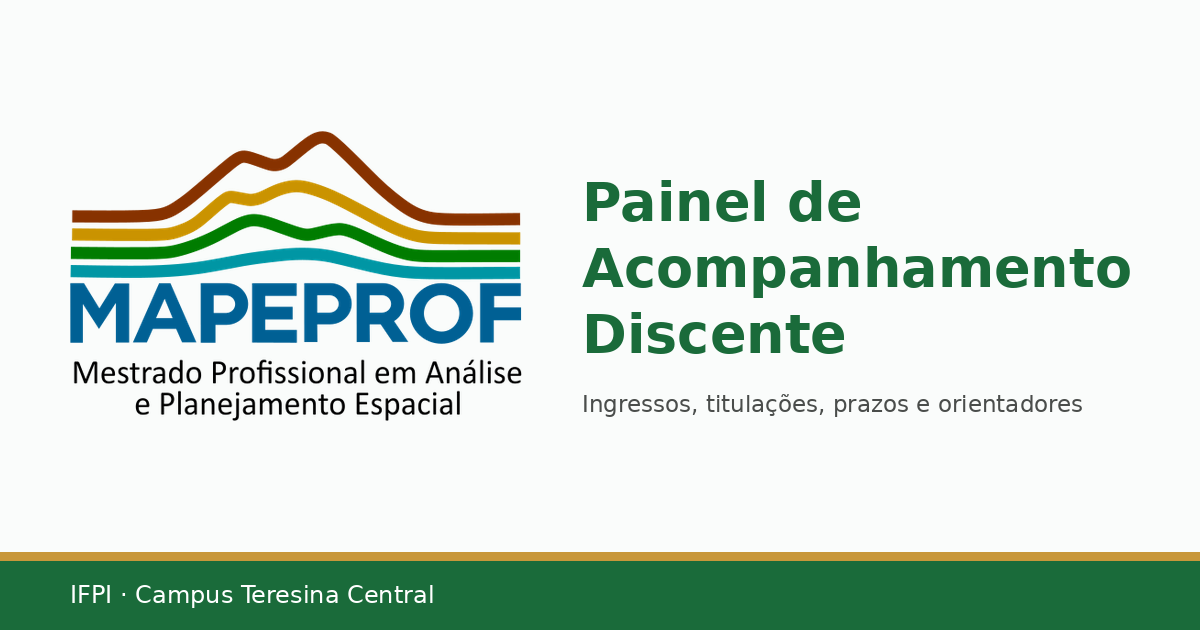 MAPEPROF
Mestrado Profissional em Análise
e Planejamento Espacial
Painel de
Acompanhamento
Discente
Ingressos, titulações, prazos e orientadores
IFPI · Campus Teresina Central